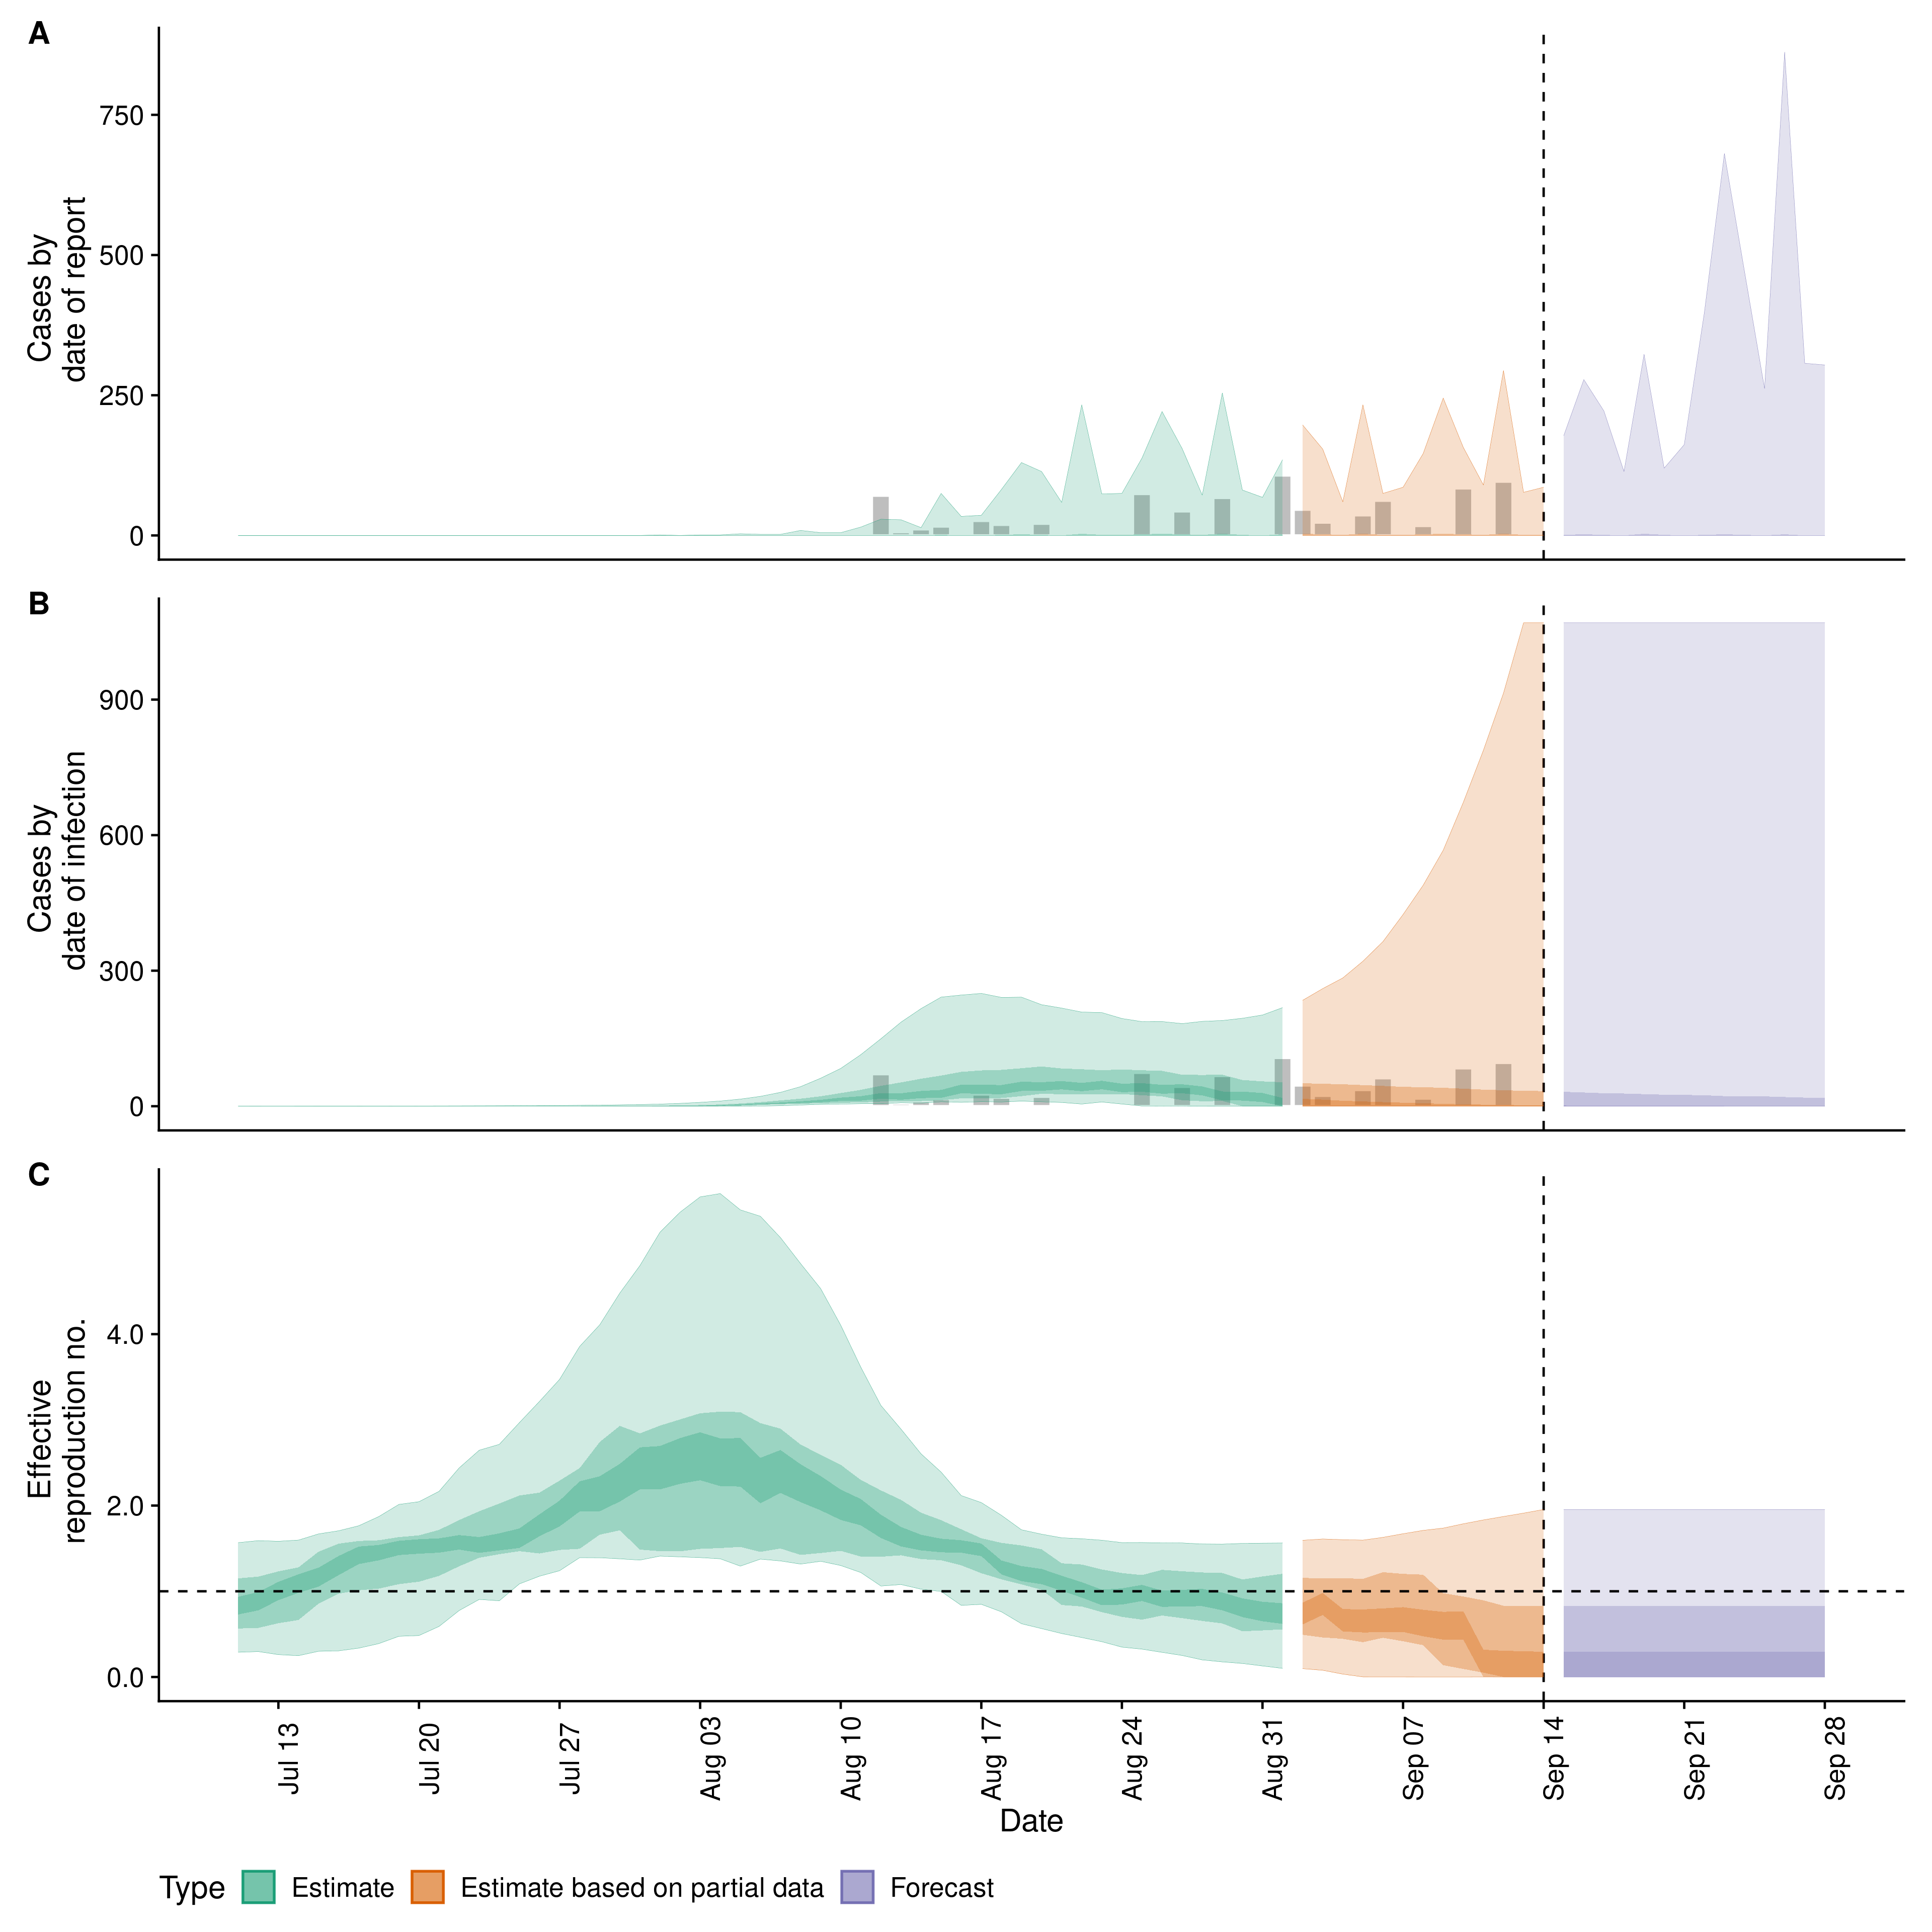 A
Cases by
date of report
750
500
250
0
B
Cases by
date of infection
900
600
300
0
C
Effective
reproduction no.
4.0
2.0
0.0
Jul 13
Jul 20
Jul 27
Aug 03
Aug 10
Aug 17
Aug 24
Aug 31
Sep 07
Sep 14
Sep 21
Sep 28
Date
Type Estimate Estimate based on partial data Forecast